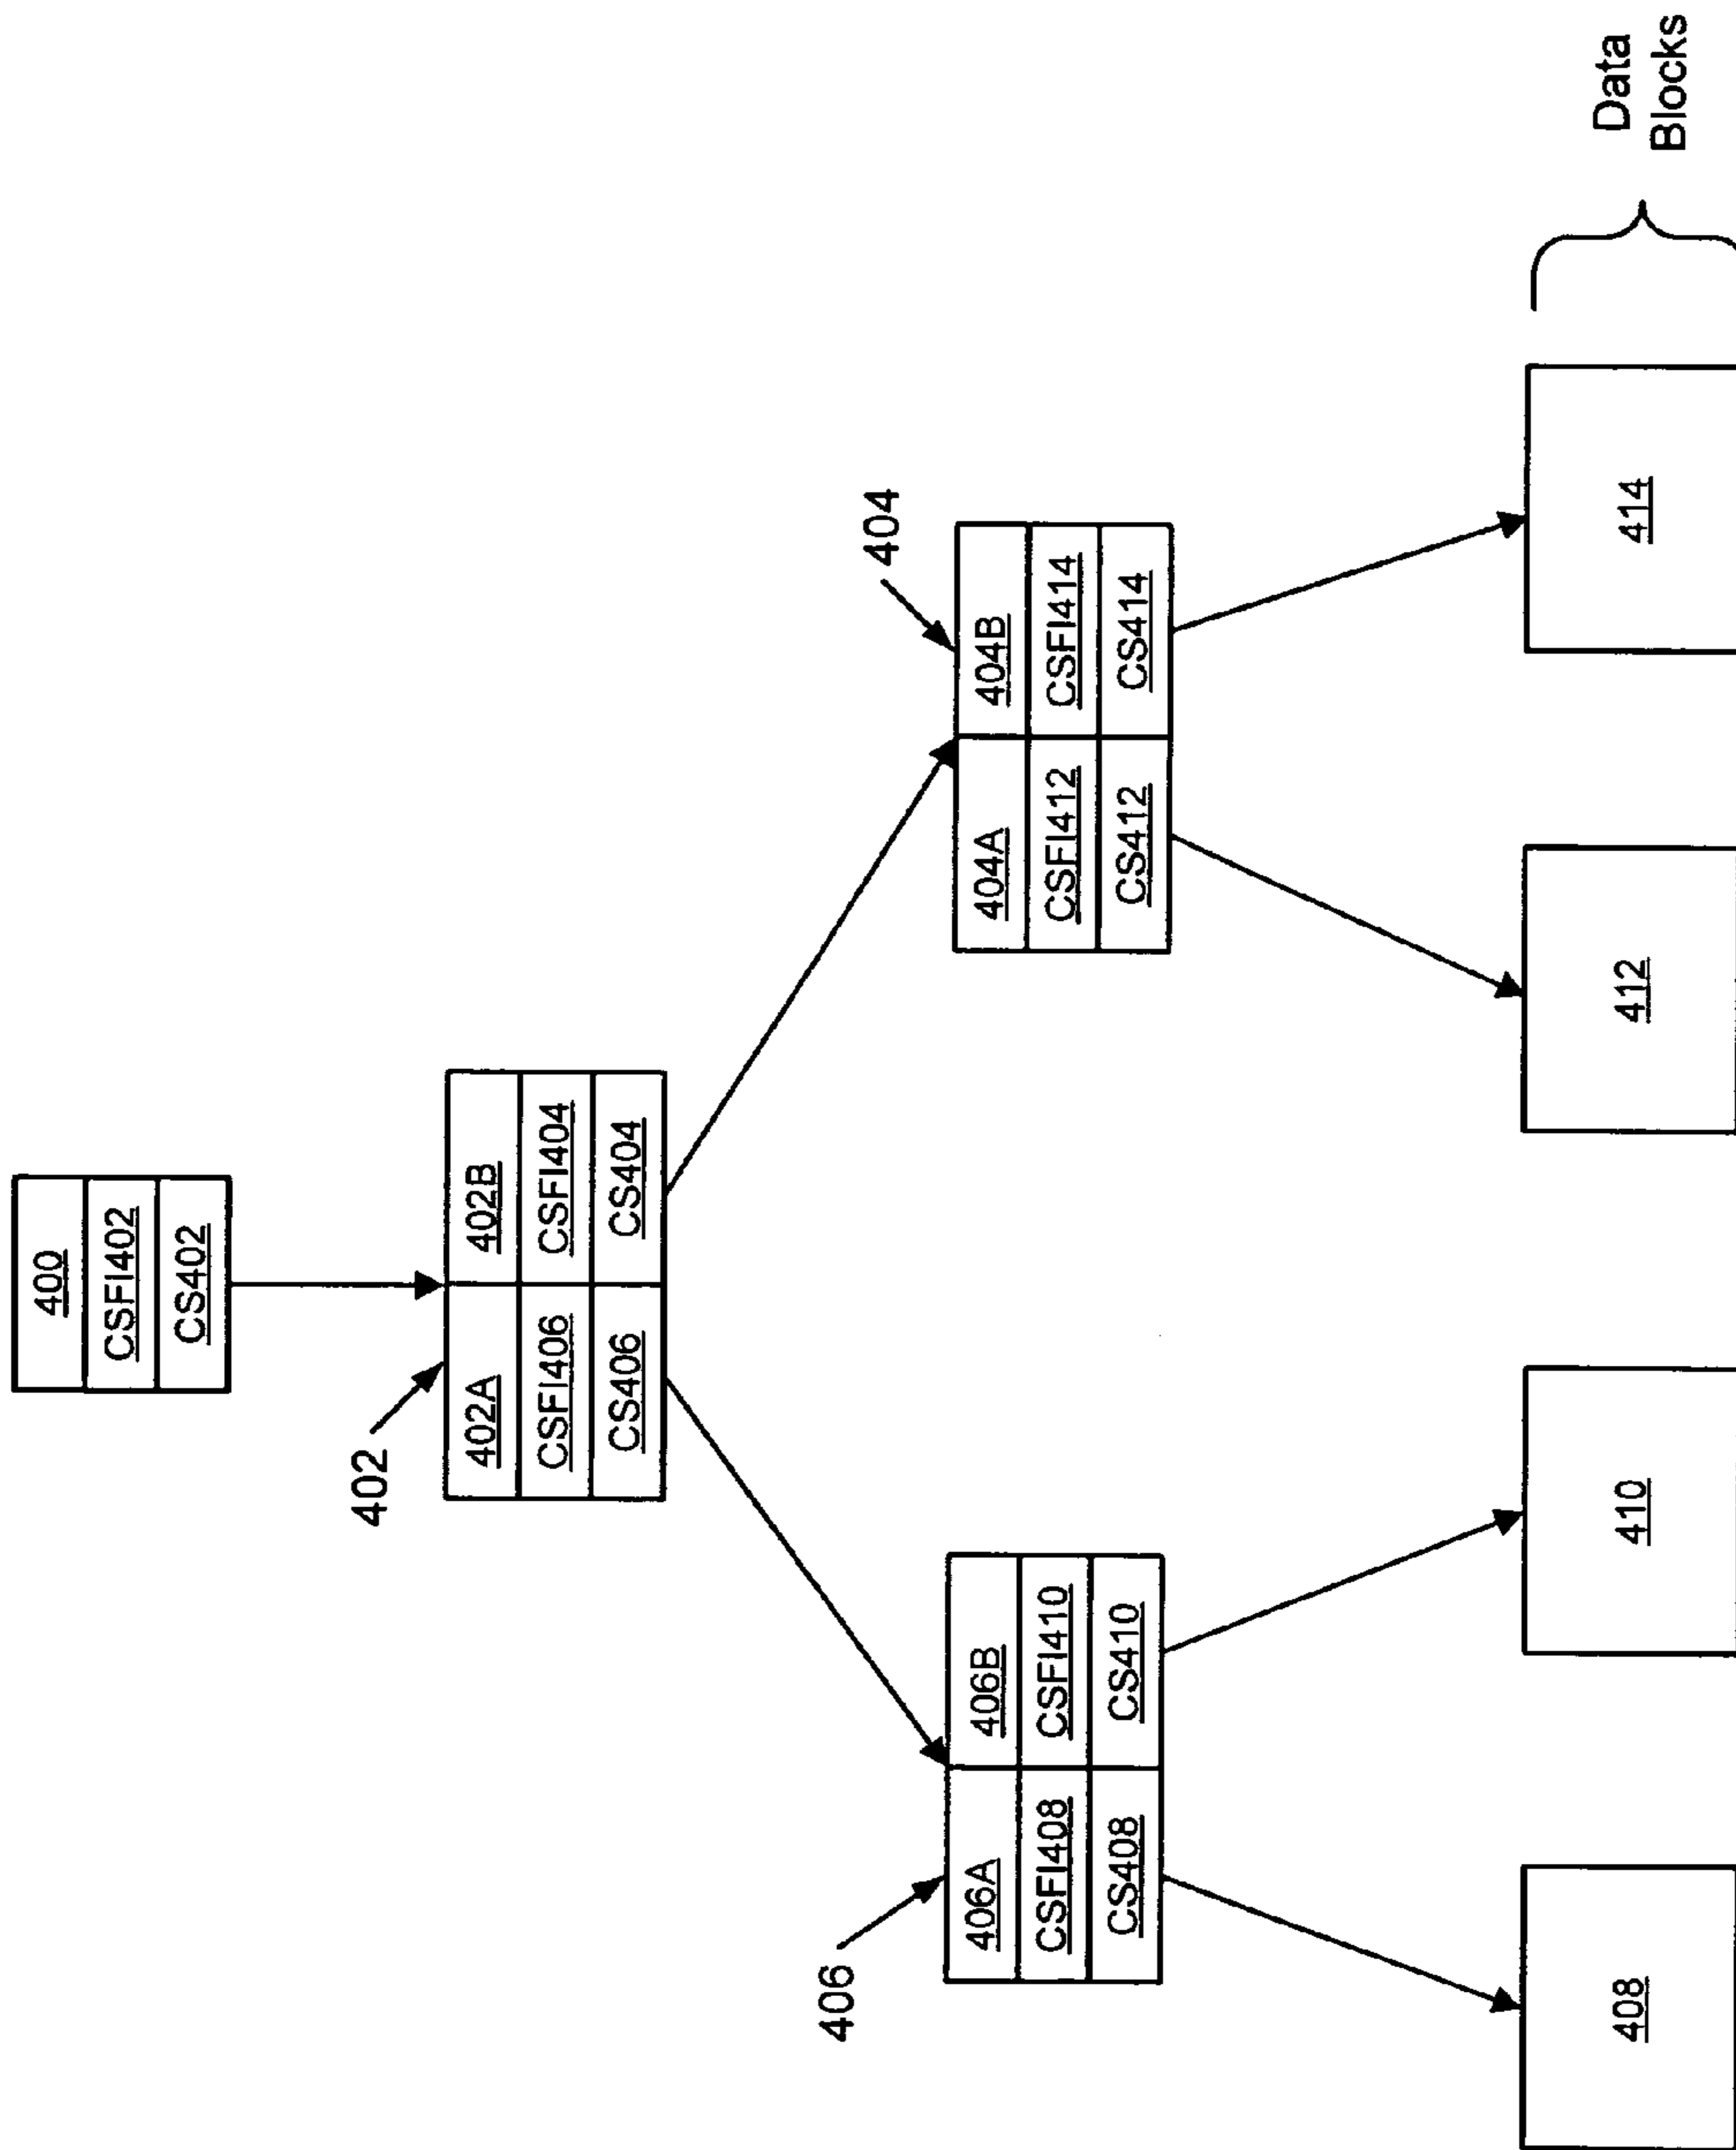 400
CSFI402
CS402
402
402A
402B
CSFI406
CSFI404
CS406
CS404
406
404
406A
406B
CSFI408
CSFI410
CS408
CS410
404A
404B
CSFI412
CSFI414
CS412
CS414
408
410
412
414
Data
Blocks